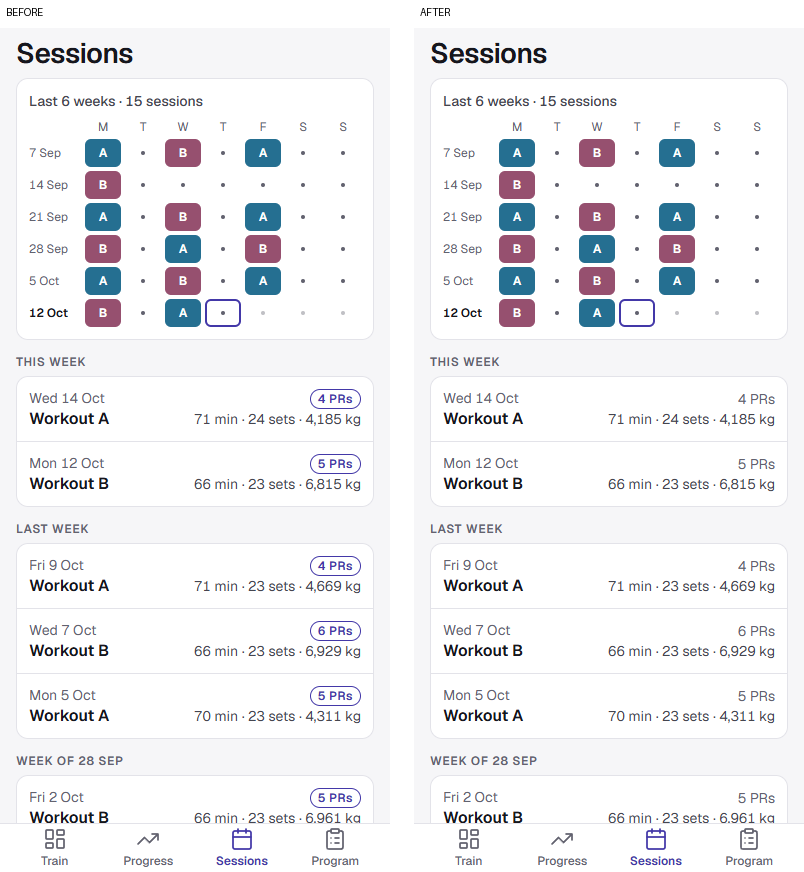 BEFORE
Sessions
Last 6 weeks · 15 sessions
M T W T F S S
7 Sep A B A
14 Sep B
21 Sep A B A
28 Sep B A B
5 Oct A B A
12 Oct B A
THIS WEEK
Wed 14 Oct 4 PRs
Workout A 71 min · 24 sets · 4,185 kg
Mon 12 Oct 5 PRs
Workout B 66 min · 23 sets · 6,815 kg
LAST WEEK
Fri 9 Oct 4 PRs
Workout A 71 min · 23 sets · 4,669 kg
Wed 7 Oct 6 PRs
Workout B 66 min · 23 sets · 6,929 kg
Mon 5 Oct 5 PRs
Workout A 70 min · 23 sets · 4,311 kg
WEEK OF 28 SEP
Fri 2 Oct 5 PRs
Workout B 66 min · 23 sets · 6,961 kg
Train Progress Sessions Program
AFTER
Sessions
Last 6 weeks · 15 sessions
M T W T F S S
7 Sep A B A
14 Sep B
21 Sep A B A
28 Sep B A B
5 Oct A B A
12 Oct B A
THIS WEEK
Wed 14 Oct 4 PRs
Workout A 71 min · 24 sets · 4,185 kg
Mon 12 Oct 5 PRs
Workout B 66 min · 23 sets · 6,815 kg
LAST WEEK
Fri 9 Oct 4 PRs
Workout A 71 min · 23 sets · 4,669 kg
Wed 7 Oct 6 PRs
Workout B 66 min · 23 sets · 6,929 kg
Mon 5 Oct 5 PRs
Workout A 70 min · 23 sets · 4,311 kg
WEEK OF 28 SEP
Fri 2 Oct 5 PRs
Workout B 66 min · 23 sets · 6,961 kg
Train Progress Sessions Program